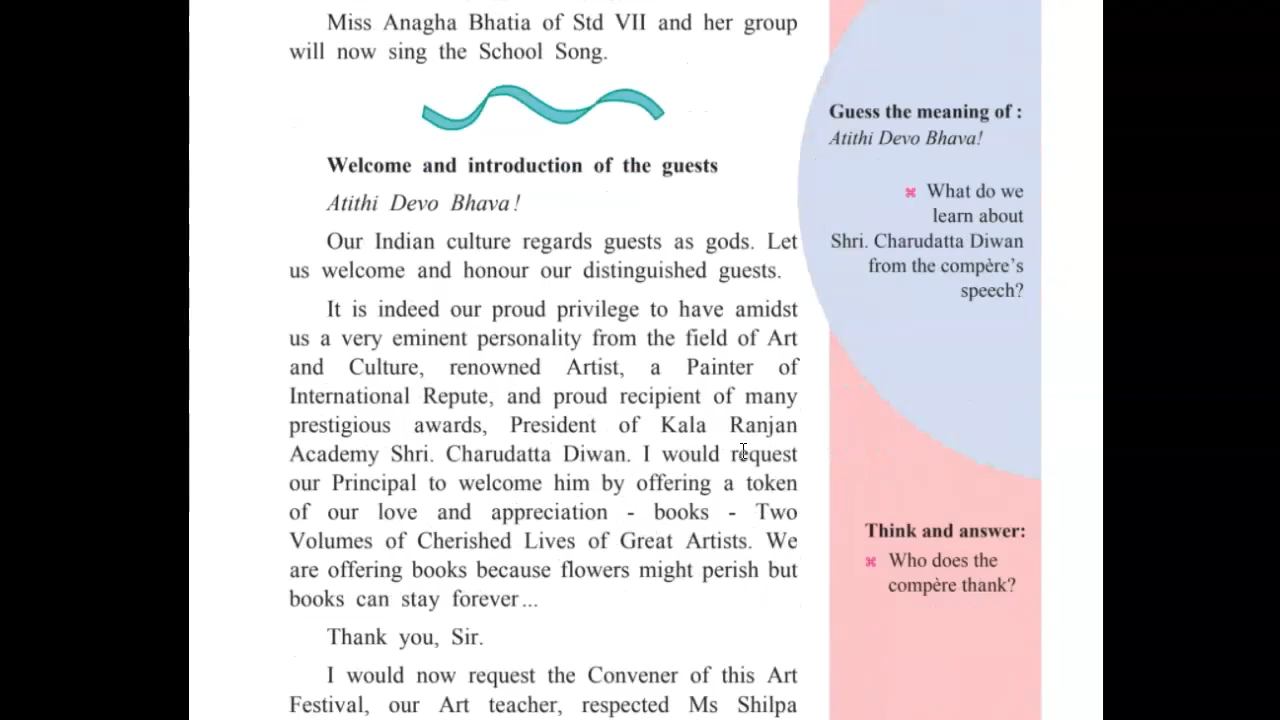 Miss Anagha Bhatia of Std VII and her group
will now sing the School Song.
Welcome and introduction of the guests
Atithi Devo Bhava!
Our Indian culture regards guests as gods. Let
us welcome and honour our distinguished guests.
It is indeed our proud privilege to have amidst
us a very eminent personality from the field of Art
and Culture, renowned Artist, a Painter of
International Repute, and proud recipient of many
prestigious awards, President of Kala Ranjan
Academy Shri. Charudatta Diwan. I would request
our Principal to welcome him by offering a token
of our love and appreciation - books - Two
Volumes of Cherished Lives of Great Artists. We
are offering books because flowers might perish but
books can stay forever...
Thank you, Sir.
I would now request the Convener of this Art
Festival, our Art teacher, respected Ms Shilpa
Guess the meaning of :
Atithi Devo Bhava!
⌘ What do we
learn about
Shri. Charudatta Diwan
from the compère's
speech?
Think and answer:
⌘ Who does the
compère thank?